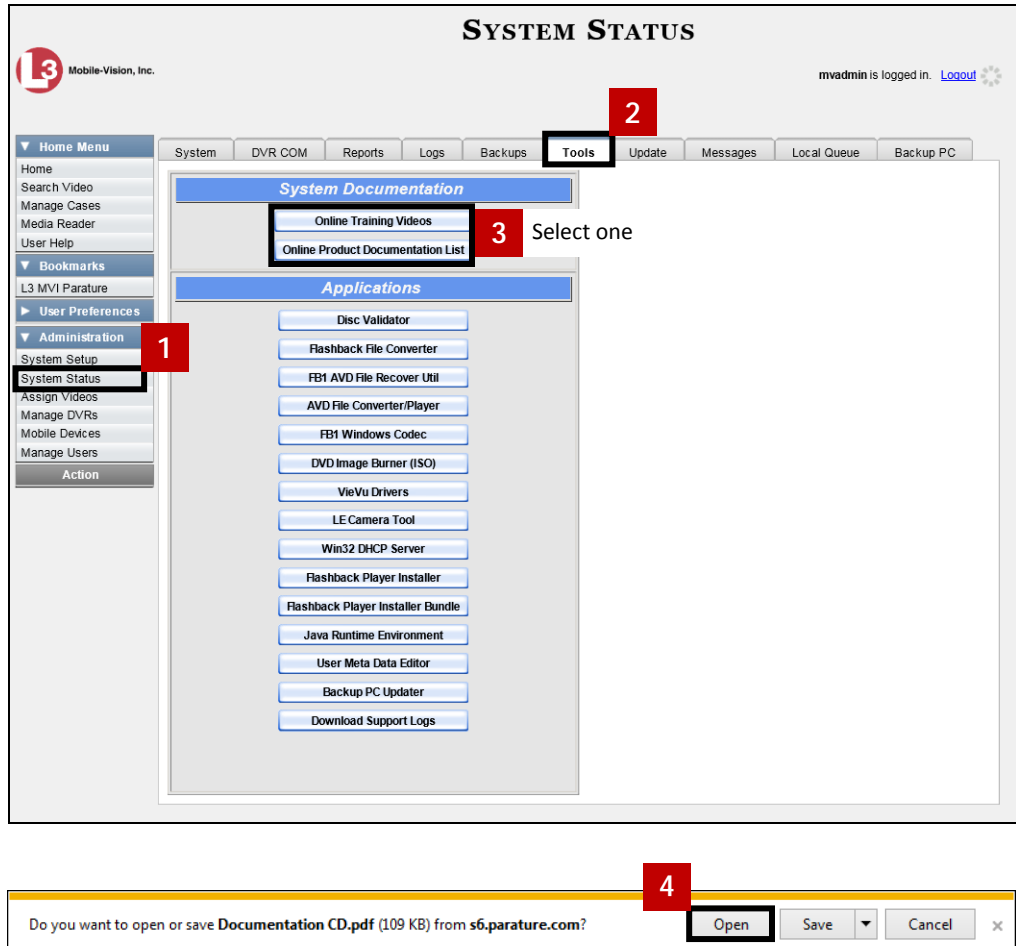 SYSTEM STATUS
L3 Mobile-Vision, Inc.
mvadmin is logged in. Logout
2
▼ Home Menu
Home
Search Video
Manage Cases
Media Reader
User Help
▼ Bookmarks
L3 MVI Parature
► User Preferences
▼ Administration
1
System Setup
System Status
Assign Videos
Manage DVRs
Mobile Devices
Manage Users
Action
System DVR COM Reports Logs Backups Tools Update Messages Local Queue Backup PC
System Documentation
Online Training Videos
Online Product Documentation List
3 Select one
Applications
Disc Validator
Flashback File Converter
FB1 AVD File Recover Util
AVD File Converter/Player
FB1 Windows Codec
DVD Image Burner (ISO)
VieVu Drivers
LE Camera Tool
Win32 DHCP Server
Flashback Player Installer
Flashback Player Installer Bundle
Java Runtime Environment
User Meta Data Editor
Backup PC Updater
Download Support Logs
4
Do you want to open or save Documentation CD.pdf (109 KB) from s6.parature.com? Open Save ▼ Cancel ×